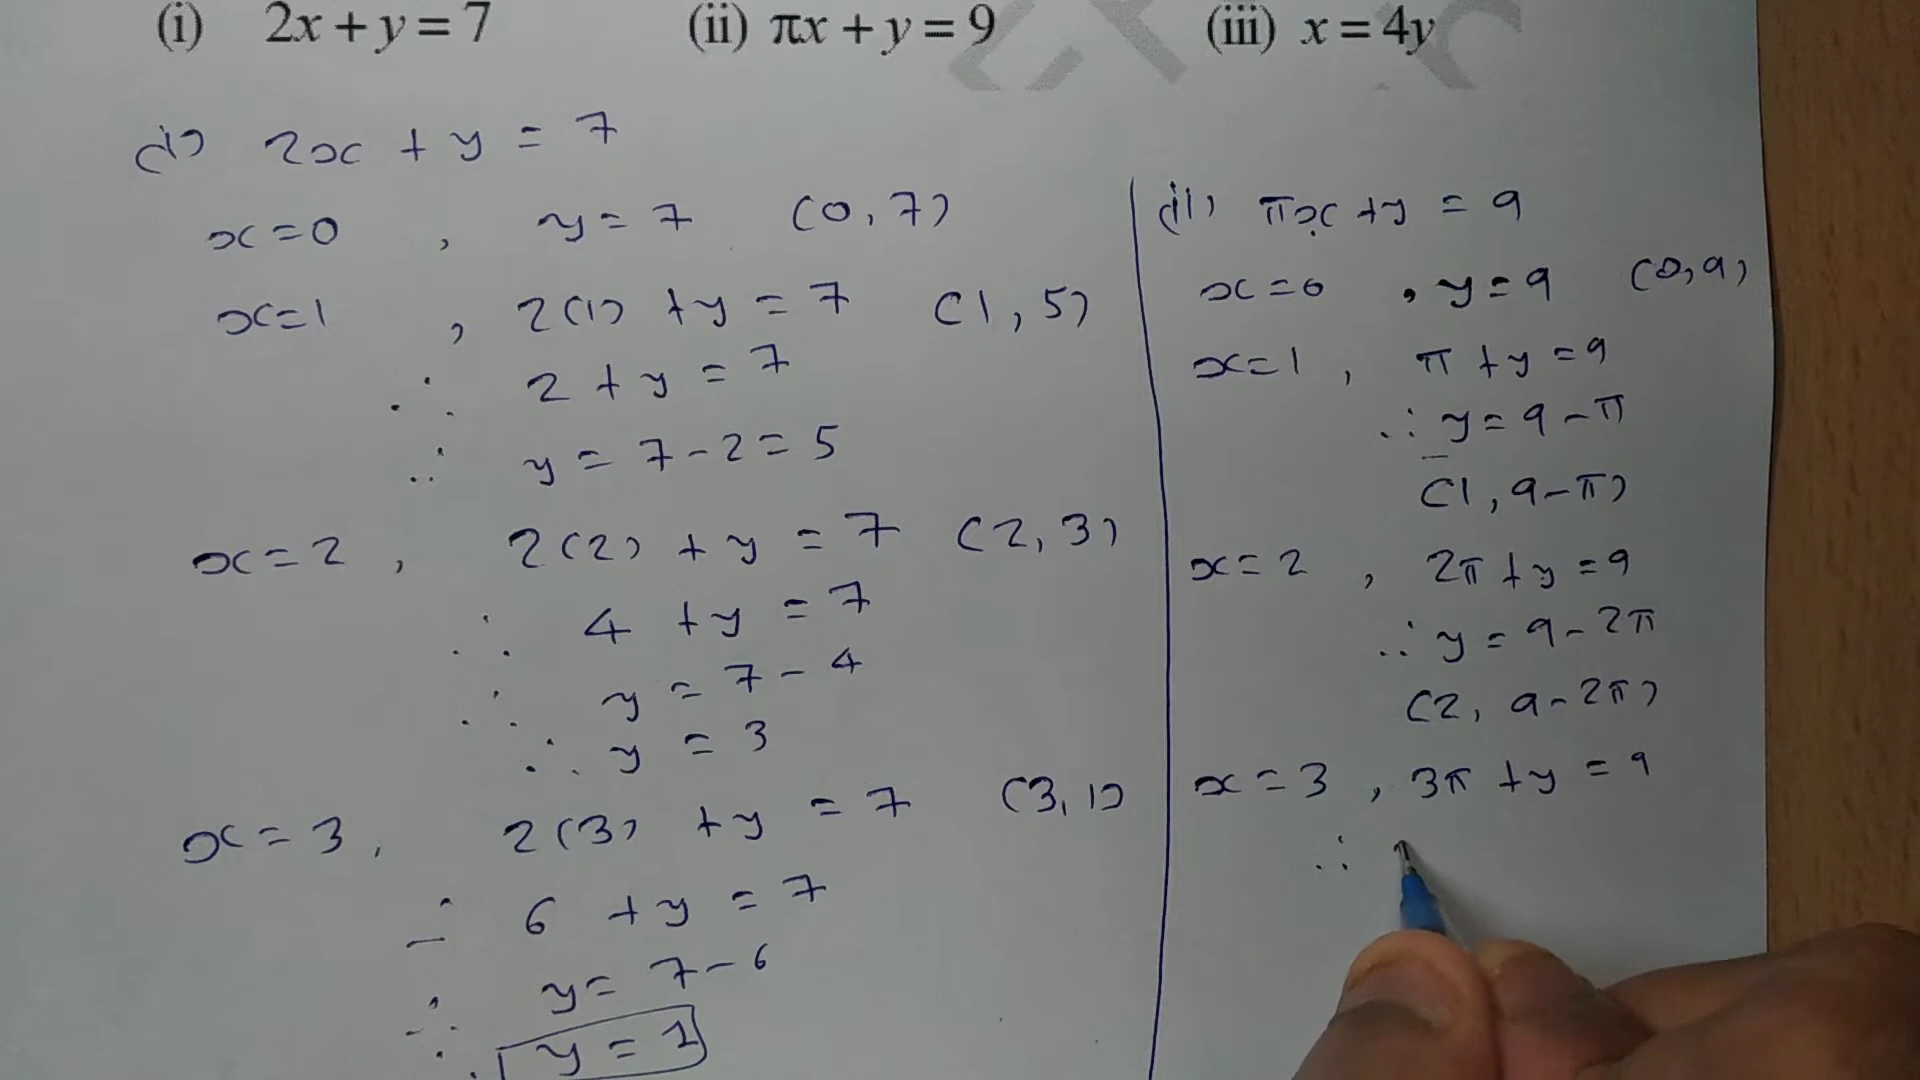 (i) 2x + y = 7 (ii) πx + y = 9 (iii) x = 4y
(i) 2x + y = 7
x = 0 , y = 7 (0, 7)
x = 1 , 2(1) + y = 7 (1, 5)
∴ 2 + y = 7
∴ y = 7 - 2 = 5
x = 2 , 2(2) + y = 7 (2, 3)
∴ 4 + y = 7
∴ y = 7 - 4
∴ y = 3
x = 3 , 2(3) + y = 7 (3, 1)
∴ 6 + y = 7
∴ y = 7 - 6
∴ y = 1
(ii) πx + y = 9
x = 0 , y = 9 (0, 9)
x = 1 , π + y = 9
∴ y = 9 - π
(1, 9 - π)
x = 2 , 2π + y = 9
∴ y = 9 - 2π
(2, 9 - 2π)
x = 3 , 3π + y = 9
∴